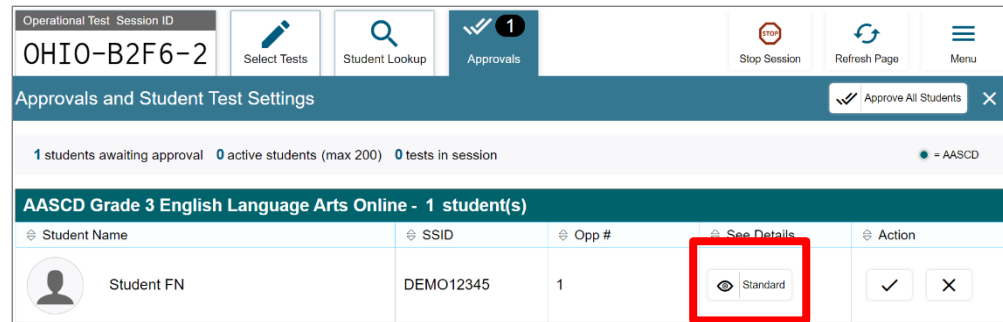 Operational Test Session ID
OHIO-B2F6-2
Select Tests
Student Lookup
1
Approvals
STOP
Stop Session
Refresh Page
Menu
Approvals and Student Test Settings
Approve All Students
1 students awaiting approval 0 active students (max 200) 0 tests in session
= AASCD
AASCD Grade 3 English Language Arts Online - 1 student(s)
Student Name SSID Opp # See Details Action
Student FN DEMO12345 1 Standard